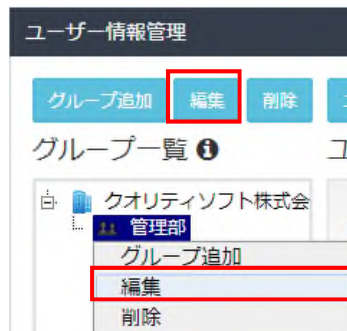 ユーザー情報管理
グループ追加 編集 削除
グループ一覧
クオリティソフト株式会
管理部
グループ追加
編集
削除